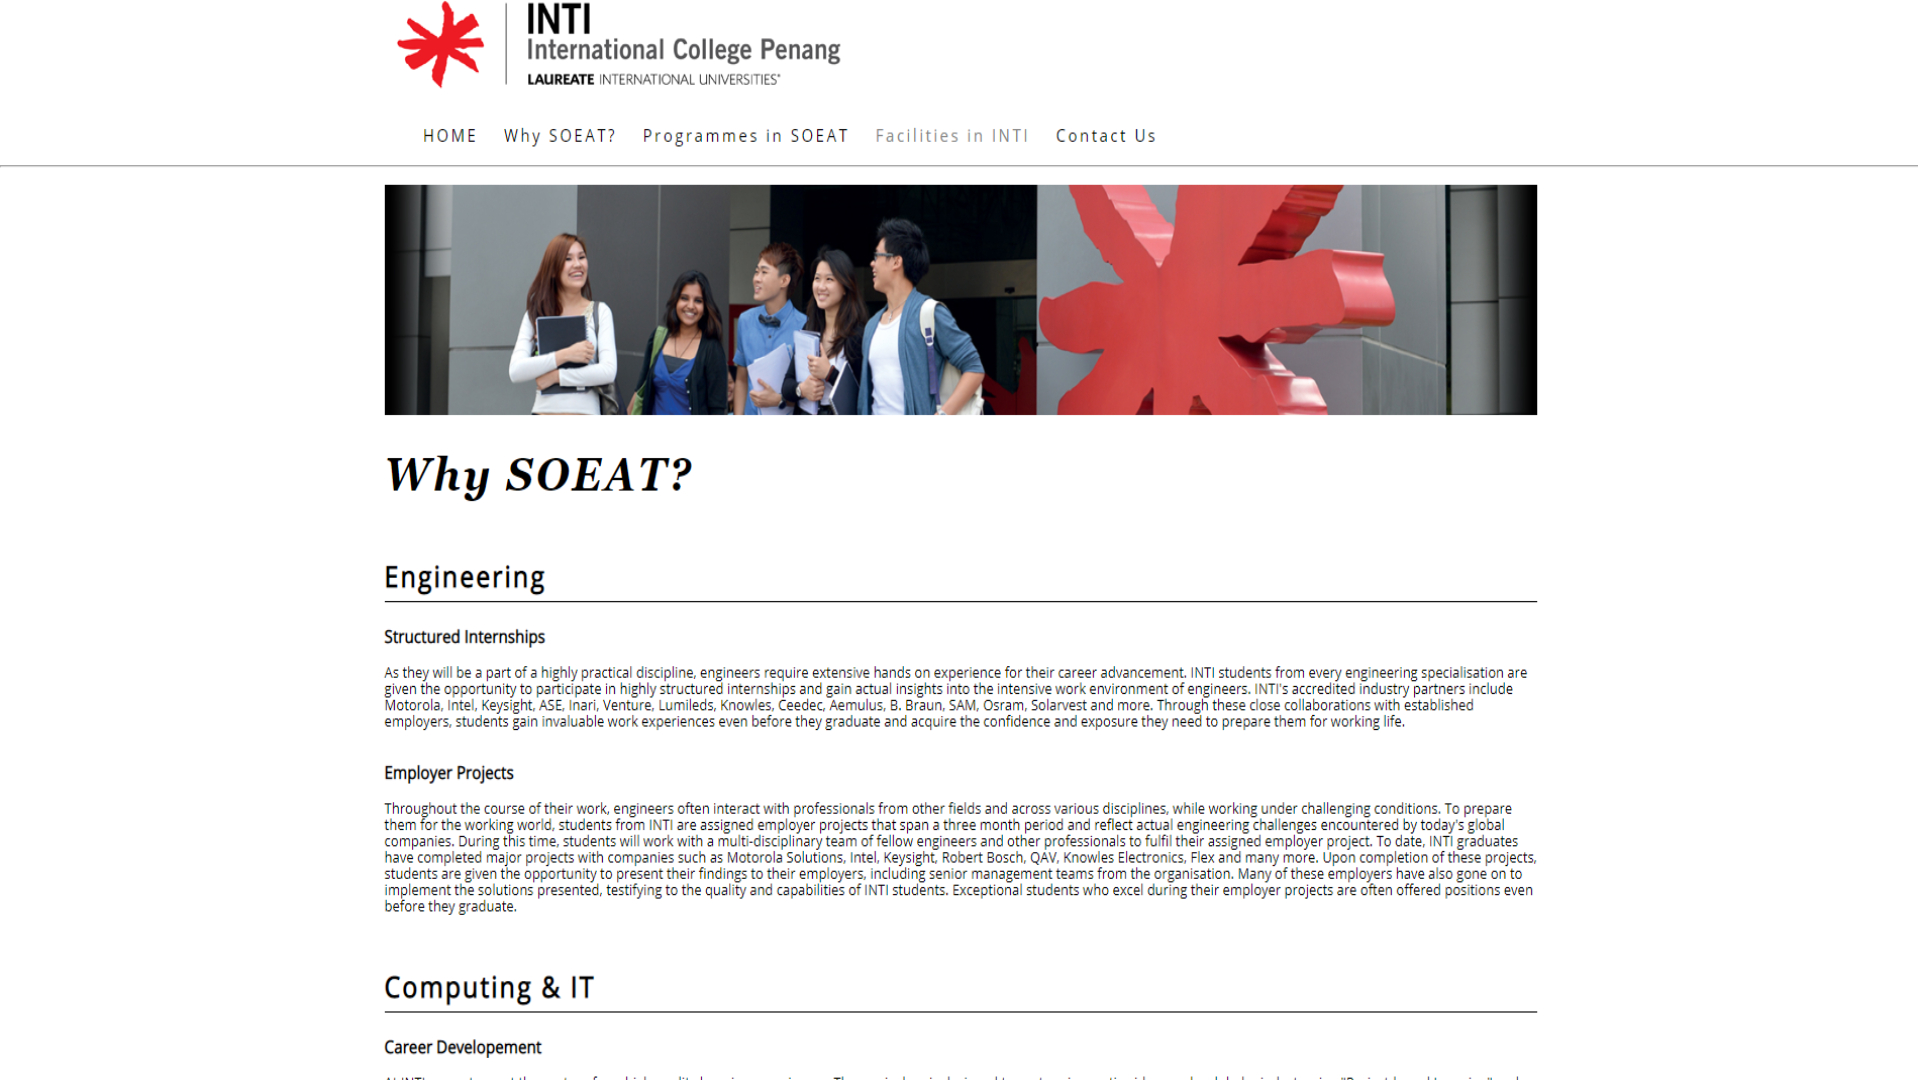 INTI
International College Penang
LAUREATE INTERNATIONAL UNIVERSITIES
HOME Why SOEAT? Programmes in SOEAT Facilities in INTI Contact Us
Why SOEAT?
Engineering
Structured Internships
As they will be a part of a highly practical discipline, engineers require extensive hands on experience for their career advancement. INTI students from every engineering specialisation are
given the opportunity to participate in highly structured internships and gain actual insights into the intensive work environment of engineers. INTI's accredited industry partners include
Motorola, Intel, Keysight, ASE, Inari, Venture, Lumileds, Knowles, Ceedec, Aemulus, B. Braun, SAM, Osram, Solarvest and more. Through these close collaborations with established
employers, students gain invaluable work experiences even before they graduate and acquire the confidence and exposure they need to prepare them for working life.
Employer Projects
Throughout the course of their work, engineers often interact with professionals from other fields and across various disciplines, while working under challenging conditions. To prepare
them for the working world, students from INTI are assigned employer projects that span a three month period and reflect actual engineering challenges encountered by today's global
companies. During this time, students will work with a multi-disciplinary team of fellow engineers and other professionals to fulfil their assigned employer project. To date, INTI graduates
have completed major projects with companies such as Motorola Solutions, Intel, Keysight, Robert Bosch, QAV, Knowles Electronics, Flex and many more. Upon completion of these projects,
students are given the opportunity to present their findings to their employers, including senior management teams from the organisation. Many of these employers have also gone on to
implement the solutions presented, testifying to the quality and capabilities of INTI students. Exceptional students who excel during their employer projects are often offered positions even
before they graduate.
Computing & IT
Career Developement